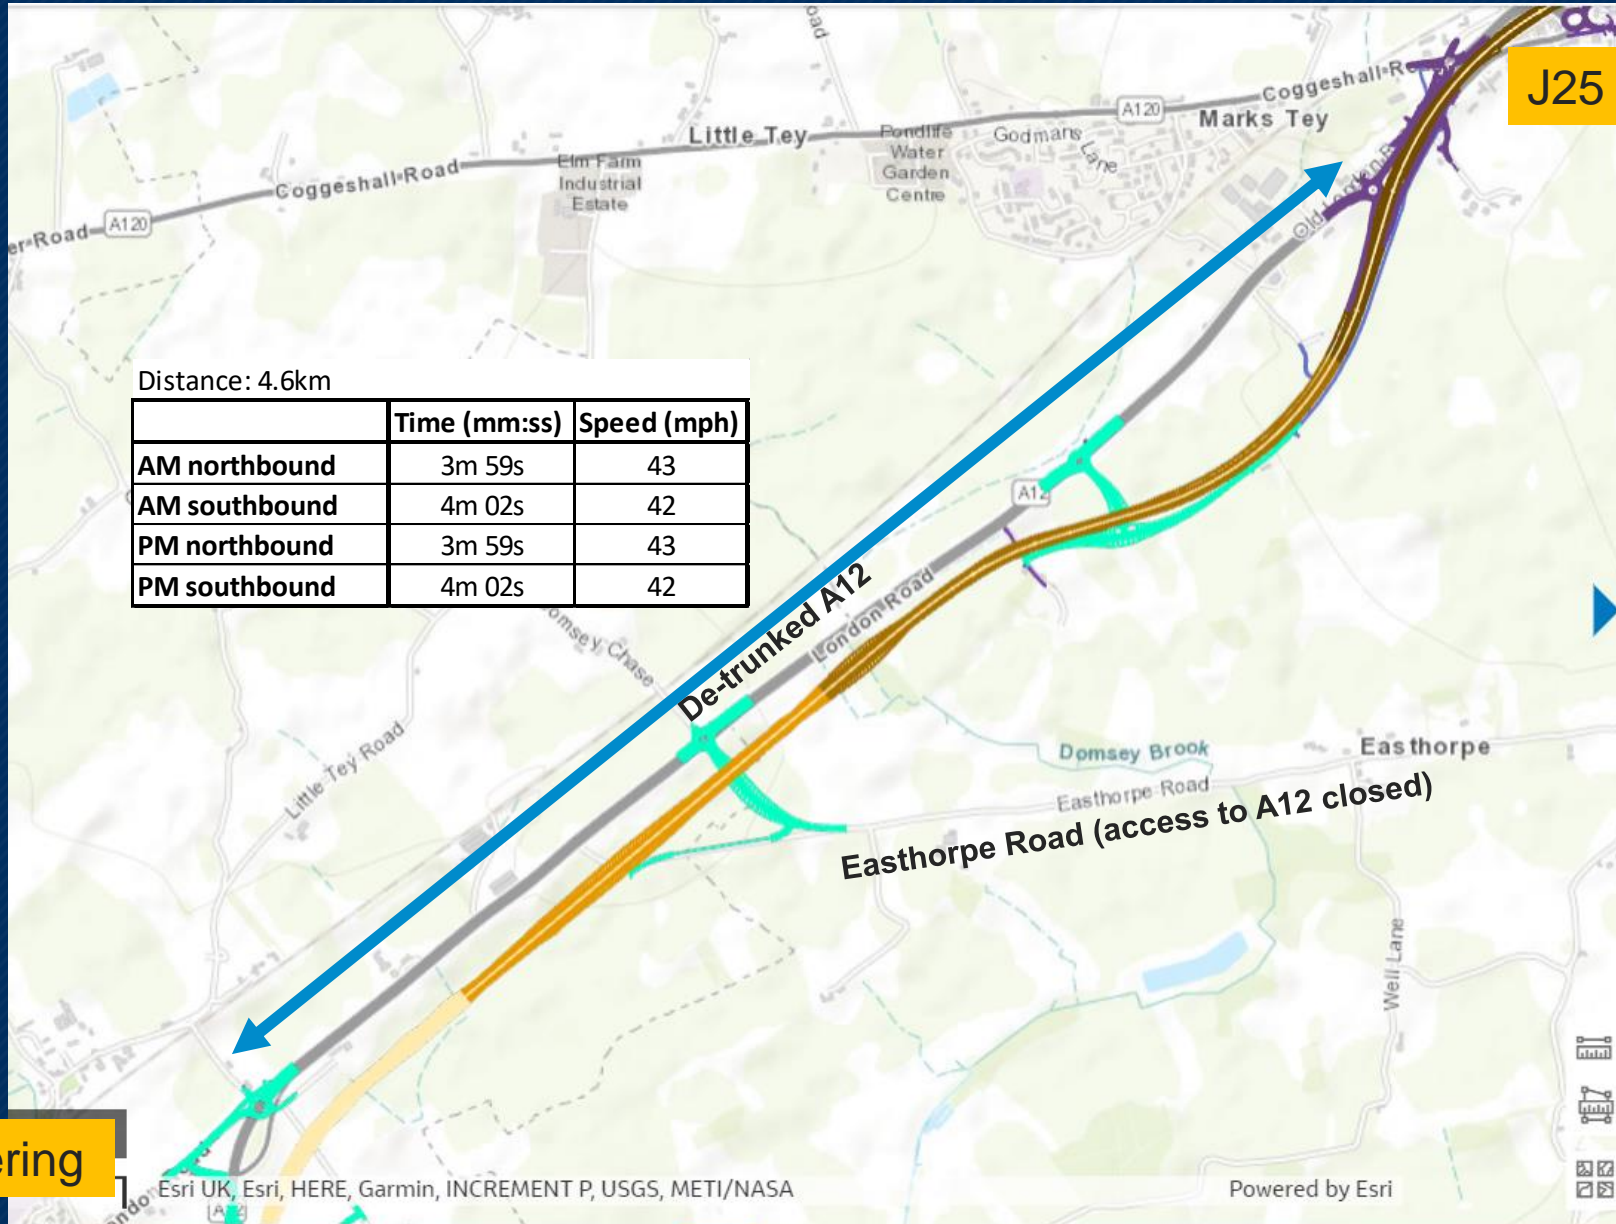 Coggeshall Road
J25
A120
Marks Tey
Little Tey
Pondlife
Water
Garden
Centre
Godmans
Lane
Elm Farm
Industrial
Estate
Coggeshall Road
A120
Road
Distance: 4.6km
Time (mm:ss) Speed (mph)
AM northbound 3m 59s 43
AM southbound 4m 02s 42
PM northbound 3m 59s 43
PM southbound 4m 02s 42
A12
De-trunked A12
London Road
Little Tey Road
Domsey Brook
Easthorpe
Easthorpe Road
Easthorpe Road (access to A12 closed)
Well Lane
ering
Esri UK, Esri, HERE, Garmin, INCREMENT P, USGS, METI/NASA
Powered by Esri